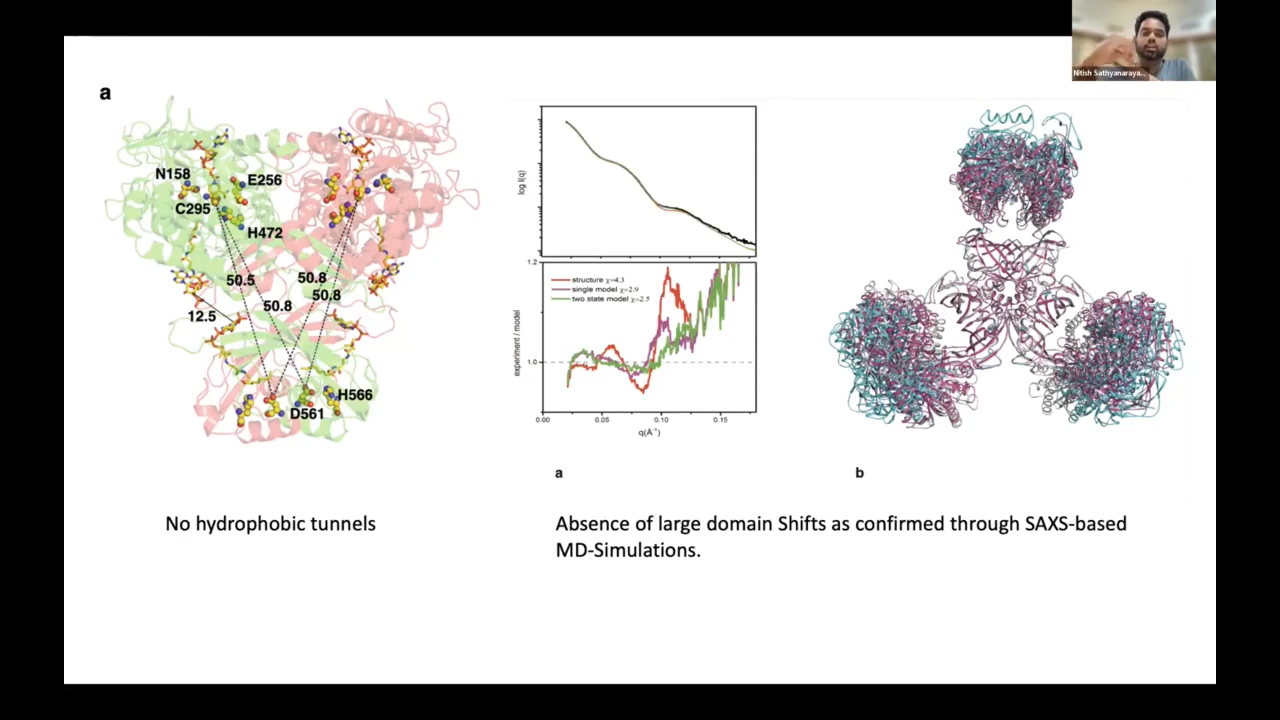 Nitish Sathyanaraya...
a
N158
E256
C295
H472
50.5
50.8
50.8
50.8
12.5
H566
D561
log I(q)
1.2
structure χ=4.3
single model χ=2.9
two state model χ=2.5
experiment / model
1.0
0.00 0.05 0.10 0.15
q(Å⁻¹)
a
b
No hydrophobic tunnels
Absence of large domain Shifts as confirmed through SAXS-based
MD-Simulations.